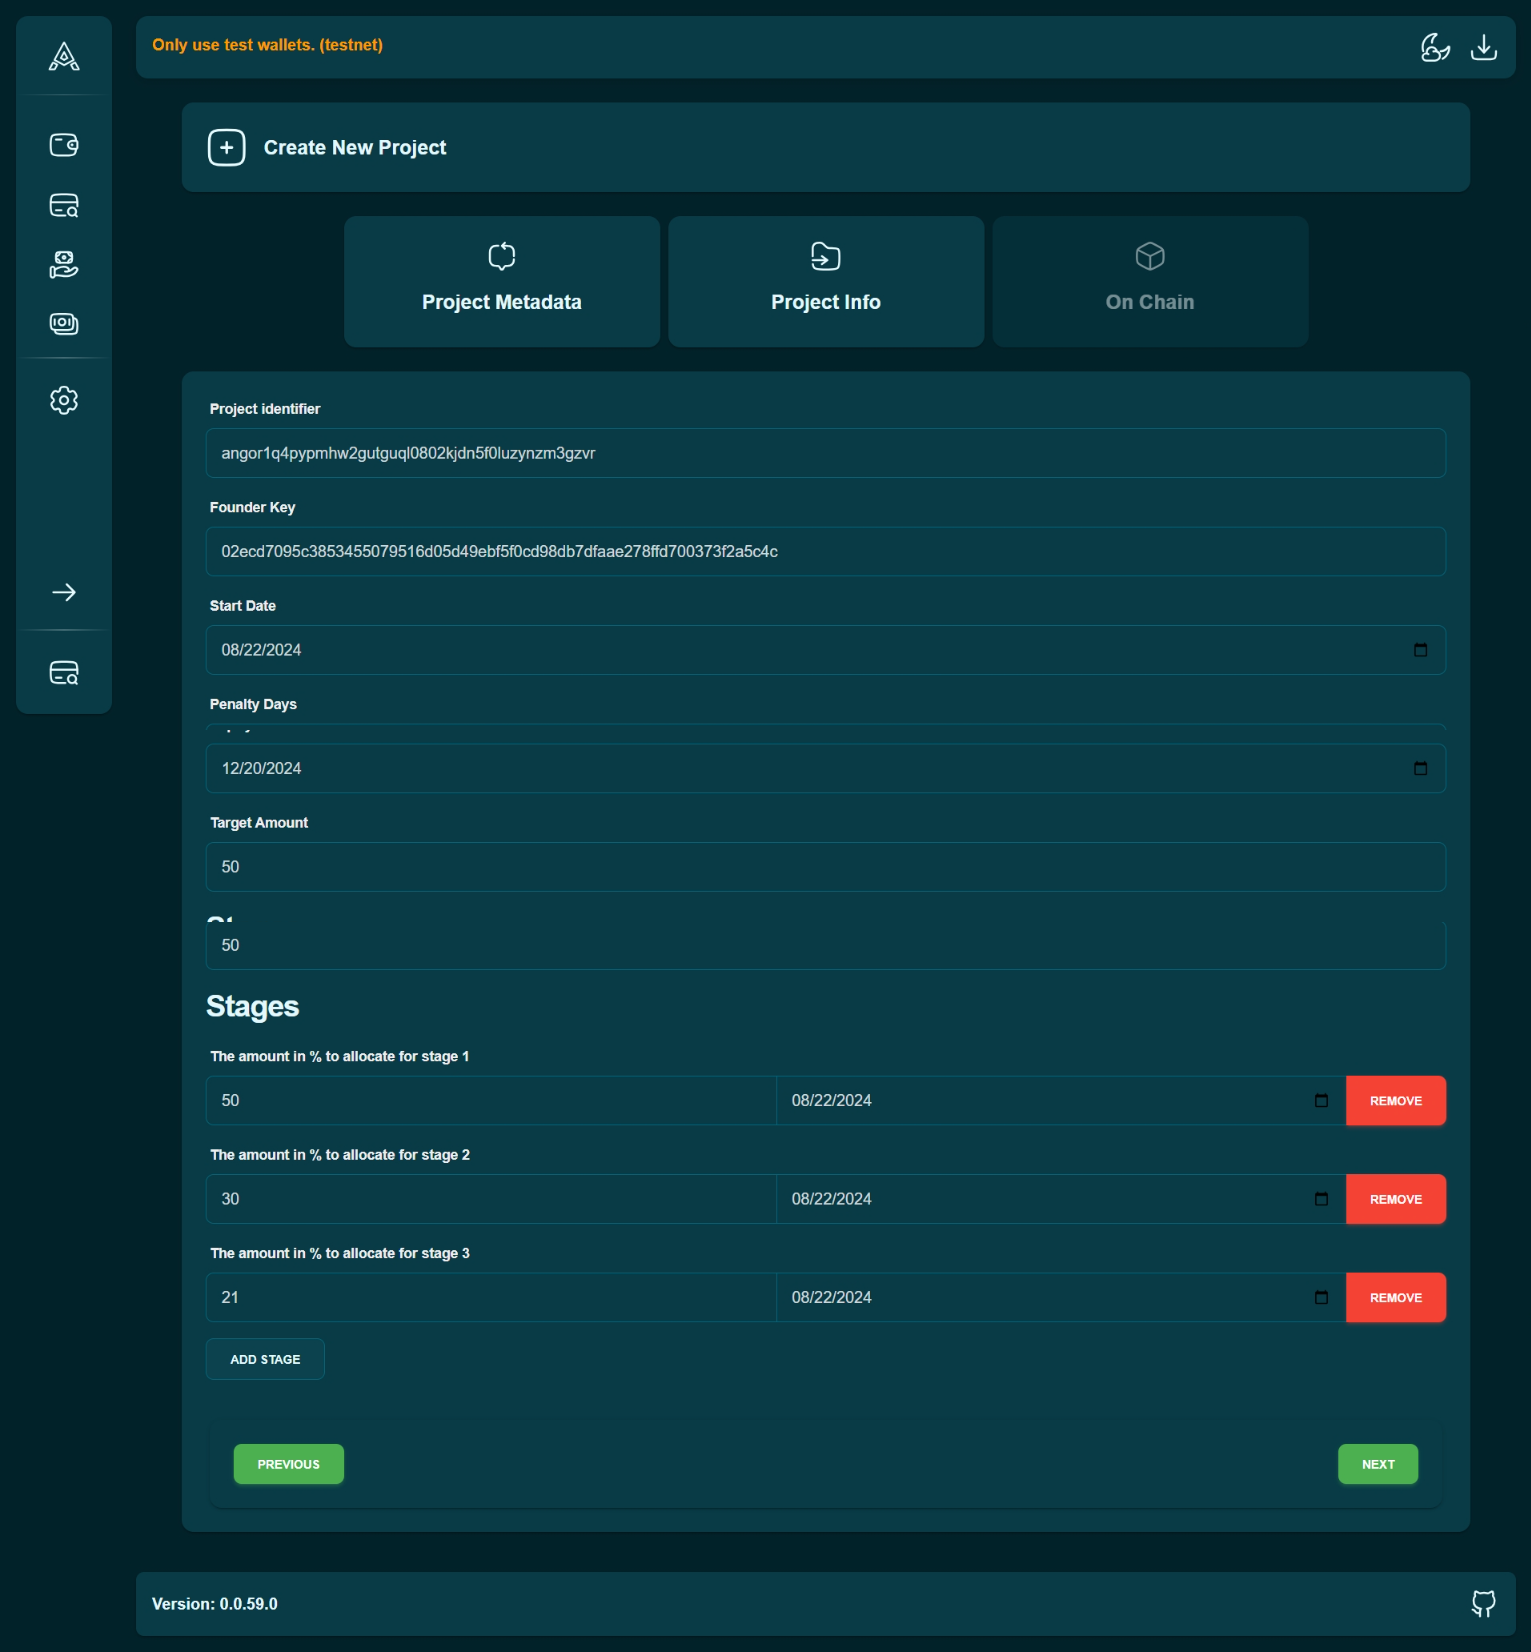 Only use test wallets. (testnet)
Create New Project
Project Metadata
Project Info
On Chain
Project identifier
angor1q4pypmhw2gutguql0802kjdn5f0luzynzm3gzvr
Founder Key
02ecd7095c3853455079516d05d49ebf5f0cd98db7dfaae278ffd700373f2a5c4c
Start Date
08/22/2024
Penalty Days
12/20/2024
Target Amount
50
50
Stages
The amount in % to allocate for stage 1
50 08/22/2024 REMOVE
The amount in % to allocate for stage 2
30 08/22/2024 REMOVE
The amount in % to allocate for stage 3
21 08/22/2024 REMOVE
ADD STAGE
PREVIOUS NEXT
Version: 0.0.59.0